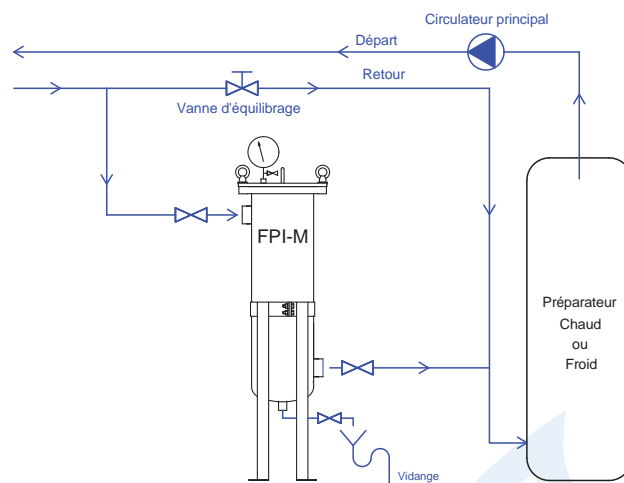 Circulateur principal
Départ
Retour
Vanne d'équilibrage
FPI-M
Préparateur
Chaud
ou
Froid
Vidange